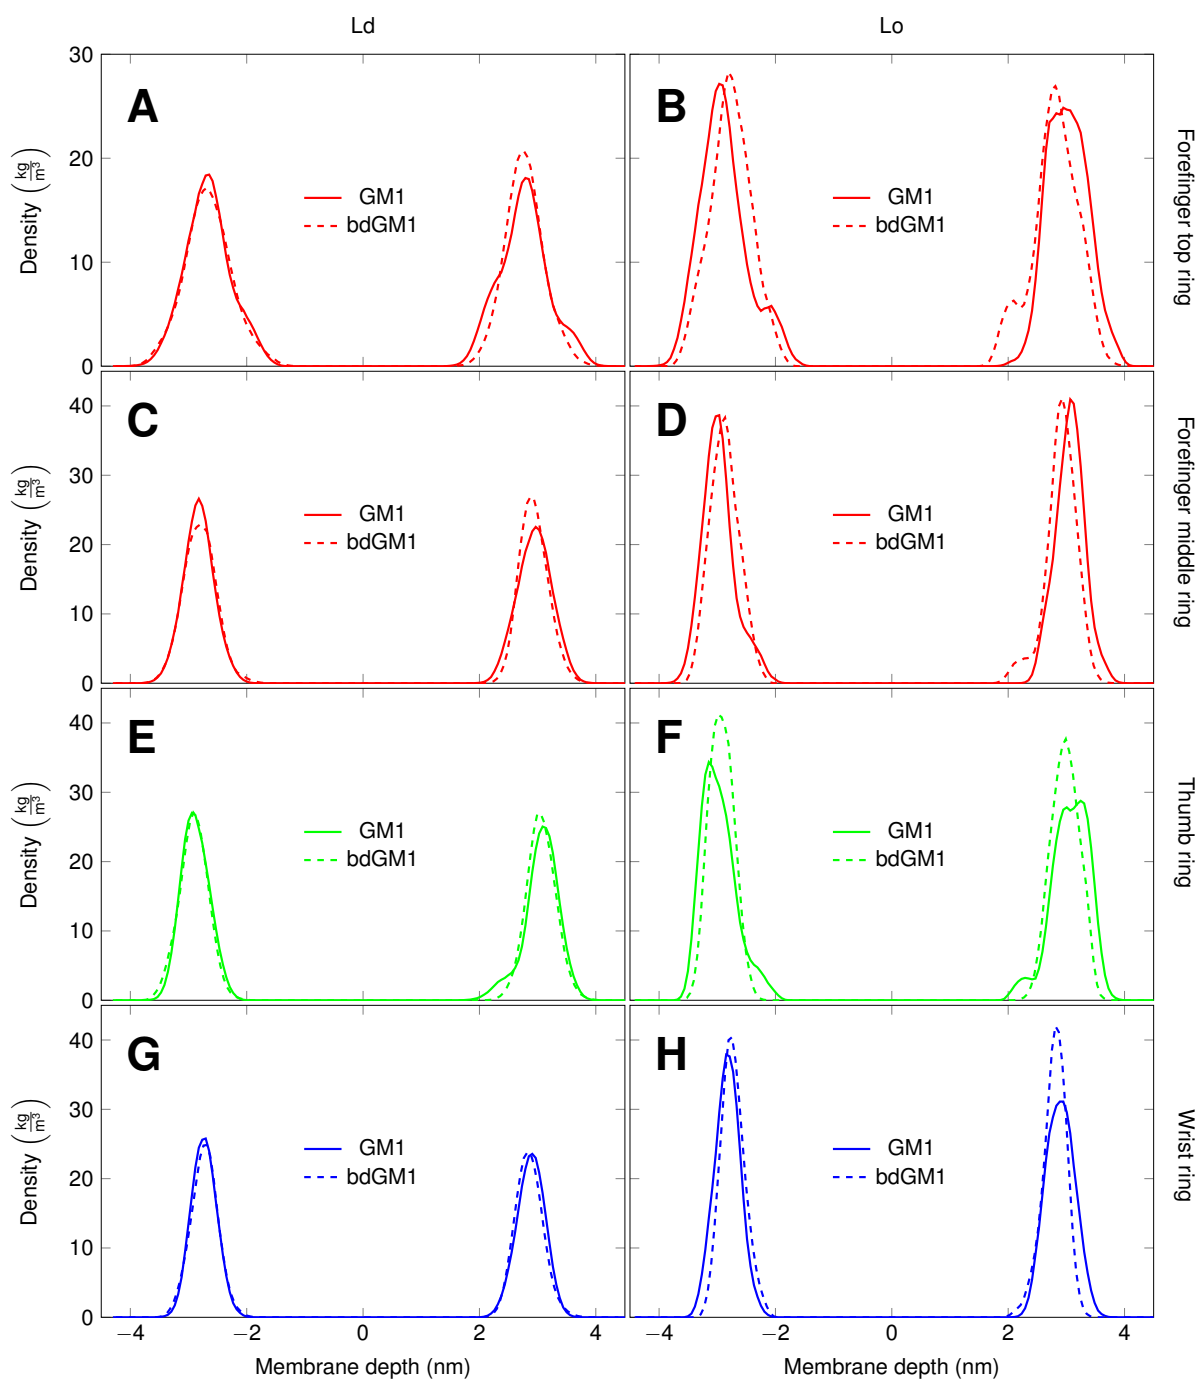 Ld
Lo
30
20
10
0
Density (kg/m³)
A
GM1
bdGM1
B
GM1
bdGM1
Forefinger top ring
40
30
20
10
0
Density (kg/m³)
C
GM1
bdGM1
D
GM1
bdGM1
Forefinger middle ring
40
30
20
10
0
Density (kg/m³)
E
GM1
bdGM1
F
GM1
bdGM1
Thumb ring
40
30
20
10
0
Density (kg/m³)
G
GM1
bdGM1
H
GM1
bdGM1
Wrist ring
−4 −2 0 2 4
−4 −2 0 2 4
Membrane depth (nm)
Membrane depth (nm)